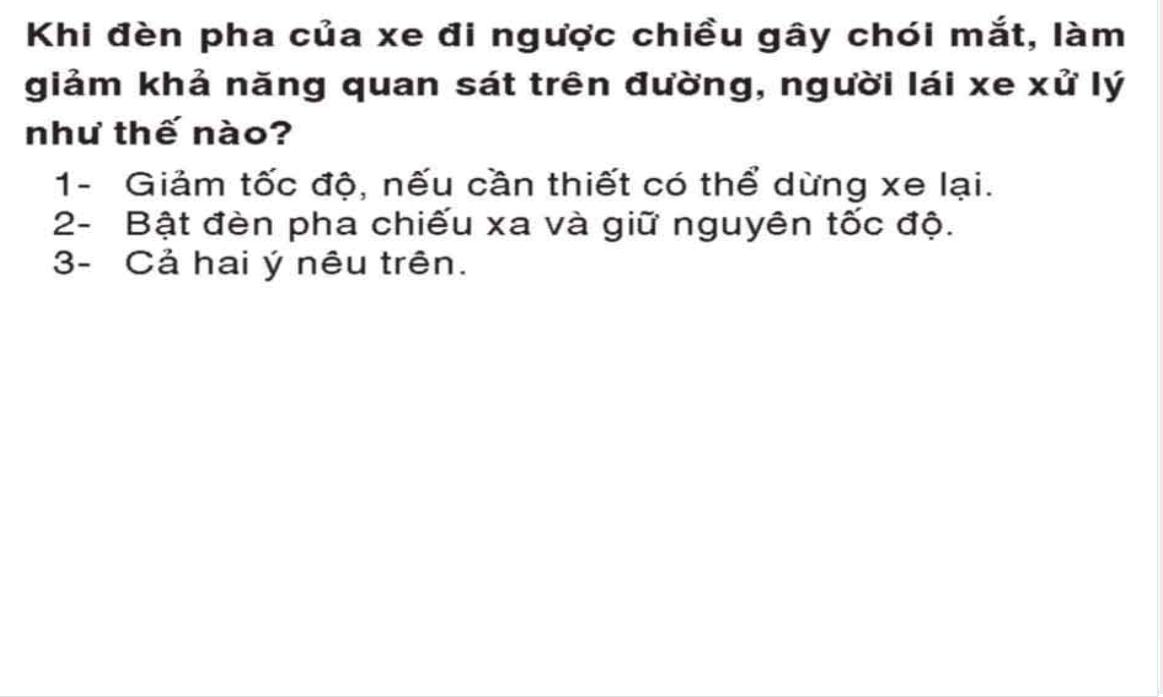 Khi đèn pha của xe đi ngược chiều gây chói mắt, làm
giảm khả năng quan sát trên đường, người lái xe xử lý
như thế nào?
1- Giảm tốc độ, nếu cần thiết có thể dừng xe lại.
2- Bật đèn pha chiếu xa và giữ nguyên tốc độ.
3- Cả hai ý nêu trên.